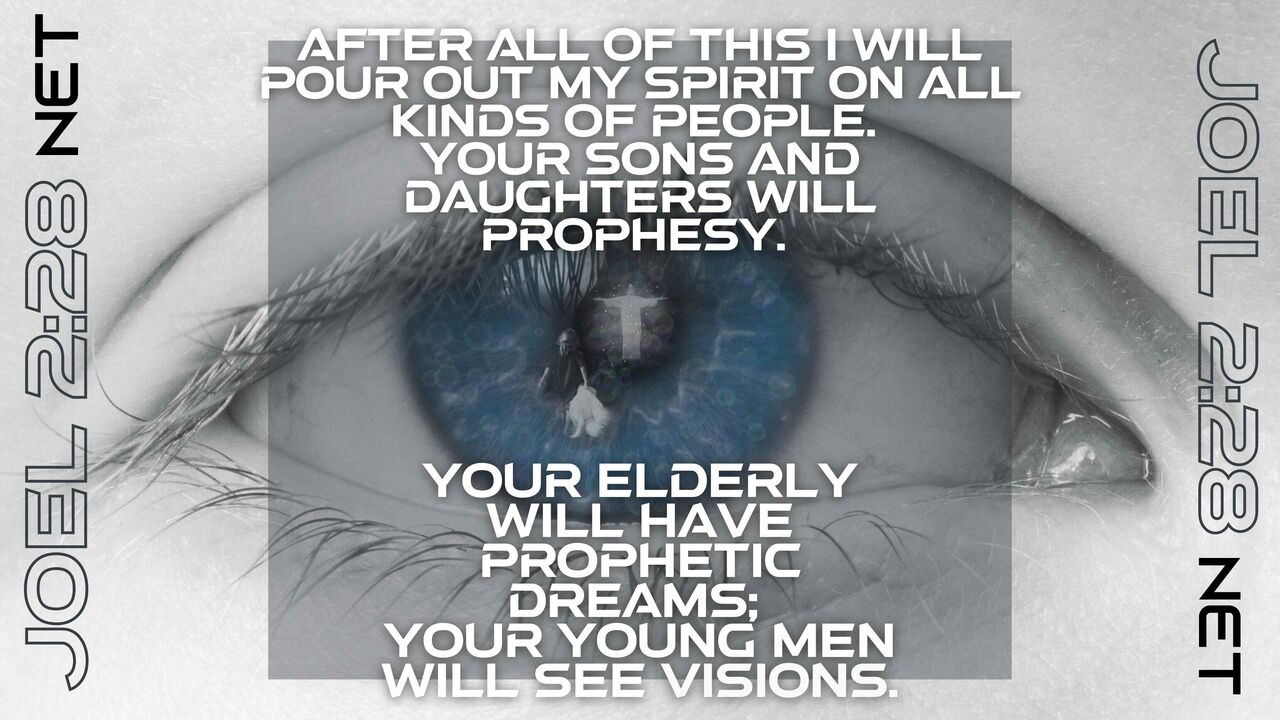 JOEL 2:28 NET
AFTER ALL OF THIS I WILL
POUR OUT MY SPIRIT ON ALL
KINDS OF PEOPLE.
YOUR SONS AND
DAUGHTERS WILL
PROPHESY.
YOUR ELDERLY
WILL HAVE
PROPHETIC
DREAMS;
YOUR YOUNG MEN
WILL SEE VISIONS.
JOEL 2:28 NET